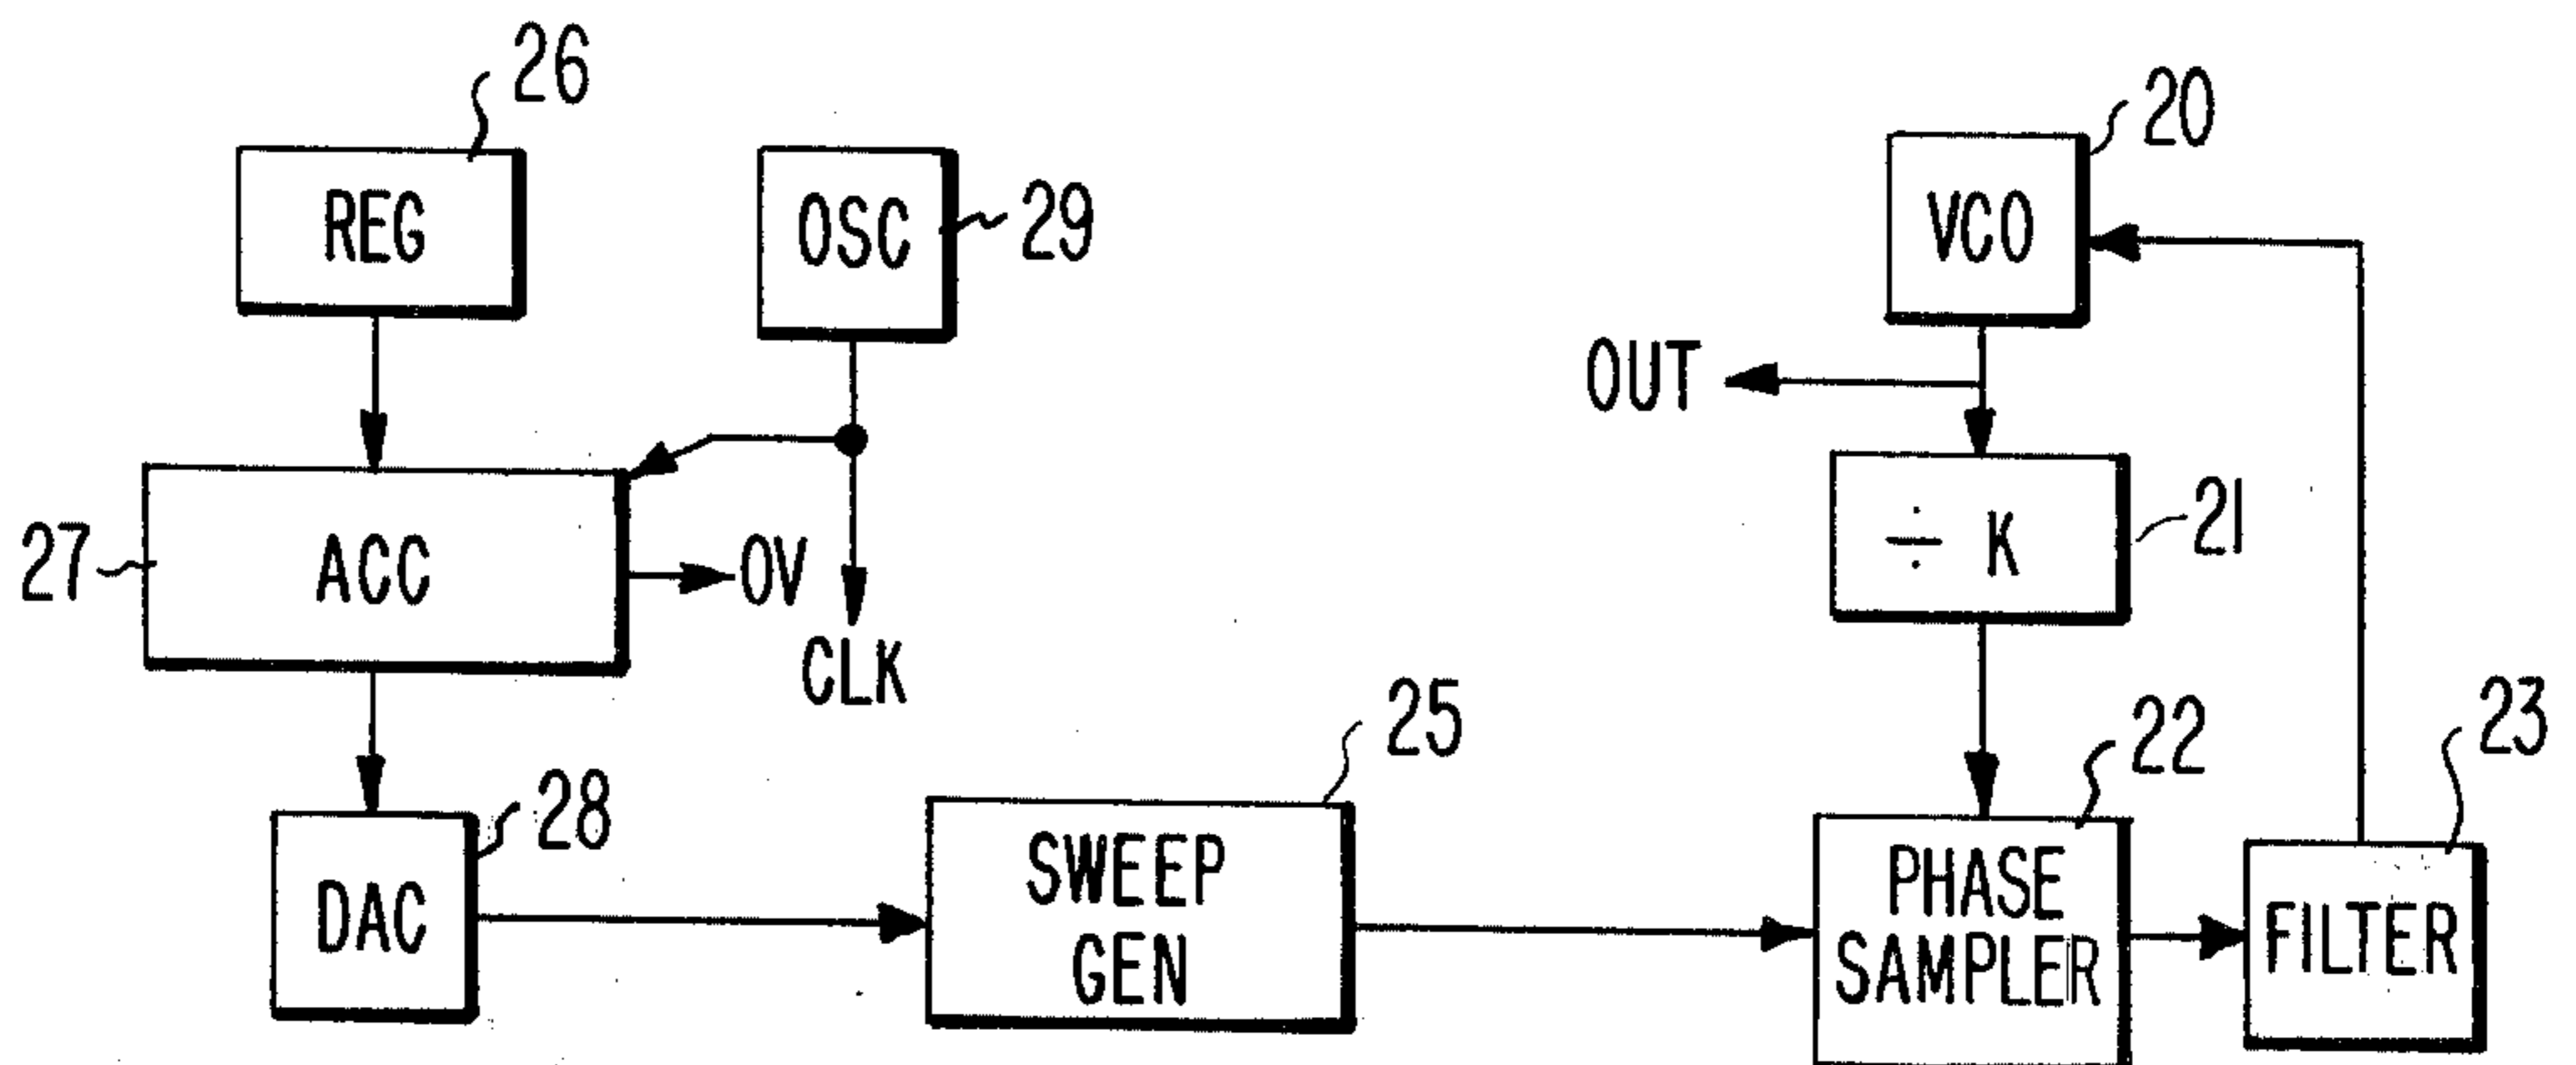 26
REG
OSC
29
20
VCO
OUT
27
ACC
OV
CLK
÷ K
21
28
DAC
25
SWEEP
GEN
22
PHASE
SAMPLER
23
FILTER